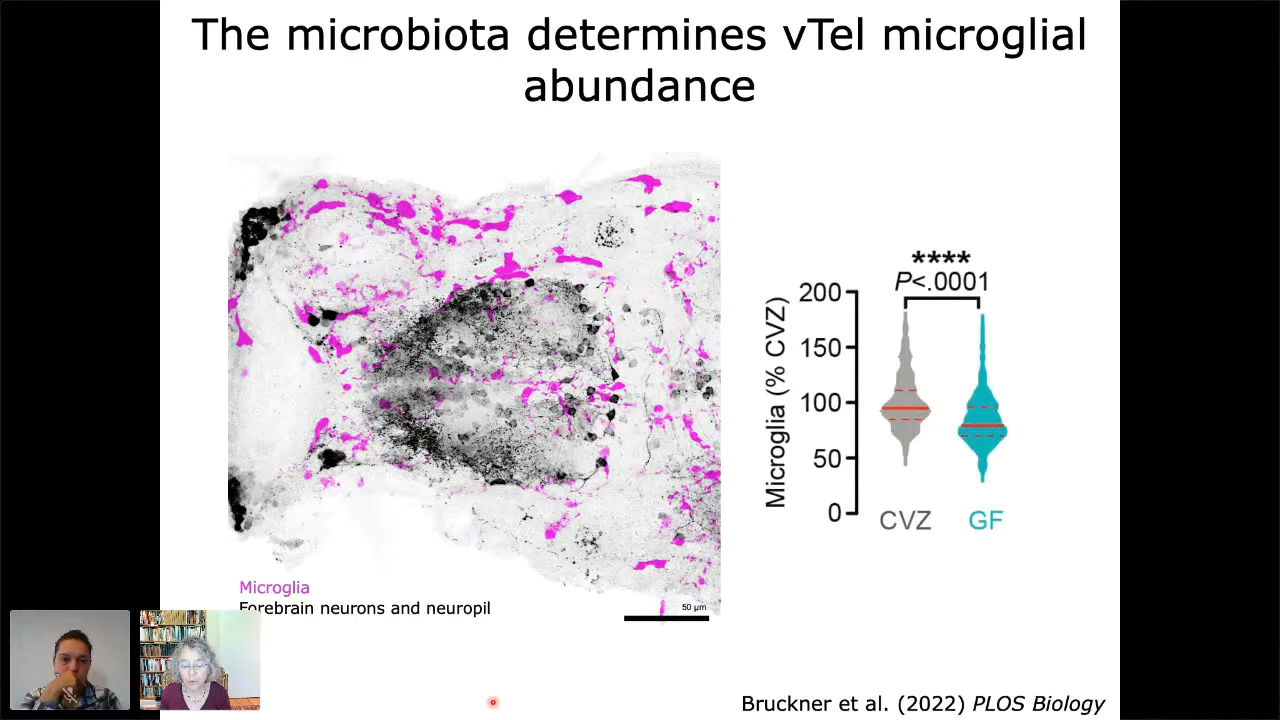 The microbiota determines vTel microglial
abundance
Microglia
Forebrain neurons and neuropil
50 µm
****
P<.0001
Microglia (% CVZ)
200
150
100
50
0
CVZ
GF
Bruckner et al. (2022) PLOS Biology